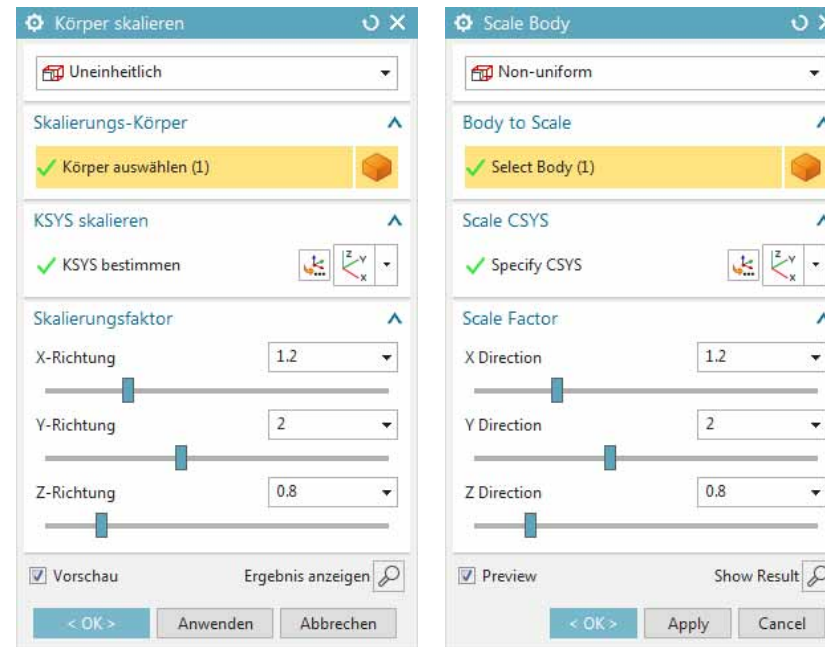 Körper skalieren
Uneinheitlich
Skalierungs-Körper
Körper auswählen (1)
KSYS skalieren
KSYS bestimmen
Z Y X
Skalierungsfaktor
X-Richtung 1.2
Y-Richtung 2
Z-Richtung 0.8
Vorschau Ergebnis anzeigen
< OK > Anwenden Abbrechen
Scale Body
Non-uniform
Body to Scale
Select Body (1)
Scale CSYS
Specify CSYS
Z Y X
Scale Factor
X Direction 1.2
Y Direction 2
Z Direction 0.8
Preview Show Result
< OK > Apply Cancel